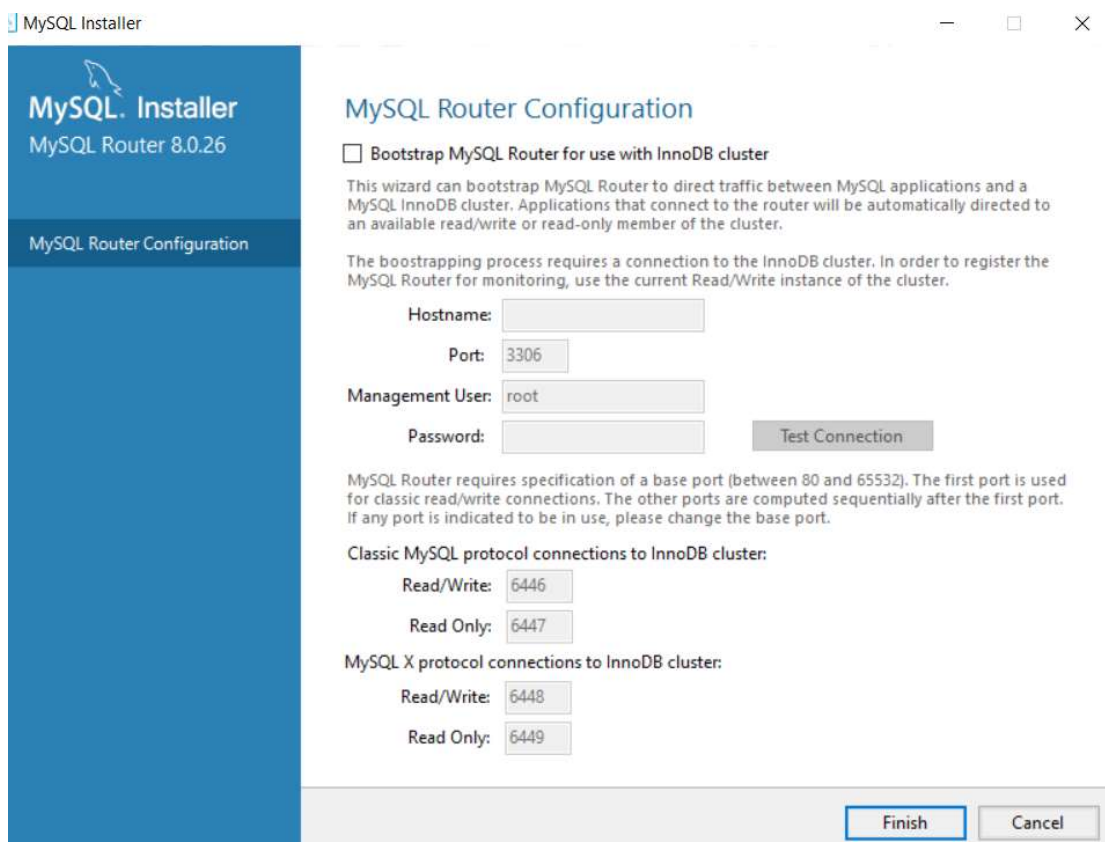 MySQL Installer
MySQL. Installer
MySQL Router 8.0.26
MySQL Router Configuration
MySQL Router Configuration
Bootstrap MySQL Router for use with InnoDB cluster
This wizard can bootstrap MySQL Router to direct traffic between MySQL applications and a
MySQL InnoDB cluster. Applications that connect to the router will be automatically directed to
an available read/write or read-only member of the cluster.
The boostrapping process requires a connection to the InnoDB cluster. In order to register the
MySQL Router for monitoring, use the current Read/Write instance of the cluster.
Hostname:
Port: 3306
Management User: root
Password: Test Connection
MySQL Router requires specification of a base port (between 80 and 65532). The first port is used
for classic read/write connections. The other ports are computed sequentially after the first port.
If any port is indicated to be in use, please change the base port.
Classic MySQL protocol connections to InnoDB cluster:
Read/Write: 6446
Read Only: 6447
MySQL X protocol connections to InnoDB cluster:
Read/Write: 6448
Read Only: 6449
Finish Cancel